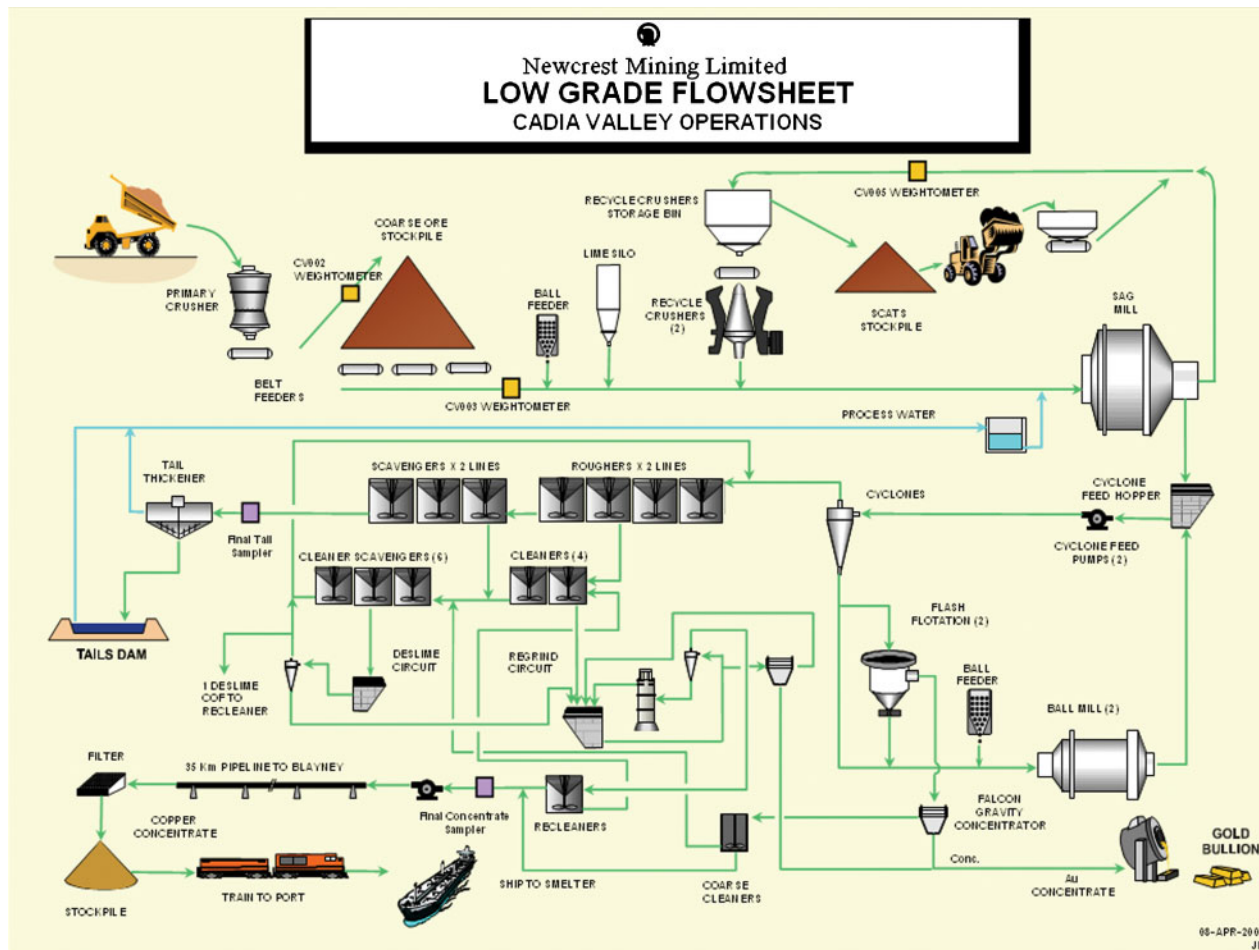 Newcrest Mining Limited
LOW GRADE FLOWSHEET
CADIA VALLEY OPERATIONS
CV005 WEIGHTOMETER
RECYCLE CRUSHERS
STORAGE BIN
COARSE ORE
STOCKPILE
LIME SILO
CV002
WEIGHTOMETER
PRIMARY
CRUSHER
BALL
FEEDER
RECYCLE
CRUSHERS
(2)
SCATS
STOCKPILE
SAG
MILL
BELT
FEEDERS
CV003 WEIGHTOMETER
PROCESS WATER
TAIL
THICKENER
SCAVENGERS X 2 LINES
ROUGHERS X 2 LINES
CYCLONES
CYCLONE
FEED HOPPER
Final Tail
Sampler
CYCLONE FEED
PUMPS (2)
CLEANER SCAVENGERS (6)
CLEANERS (4)
FLASH
FLOTATION (2)
TAILS DAM
DESLIME
CIRCUIT
REGRIND
CIRCUIT
1 DESLIME
COF TO
RECLEANER
BALL
FEEDER
BALL MILL (2)
FILTER
35 Km PIPELINE TO BLAYNEY
COPPER
CONCENTRATE
Final Concentrate
Sampler
RECLEANERS
FALCON
GRAVITY
CONCENTRATOR
GOLD
BULLION
Conc.
STOCKPILE
TRAIN TO PORT
SHIP TO SMELTER
COARSE
CLEANERS
Au
CONCENTRATE